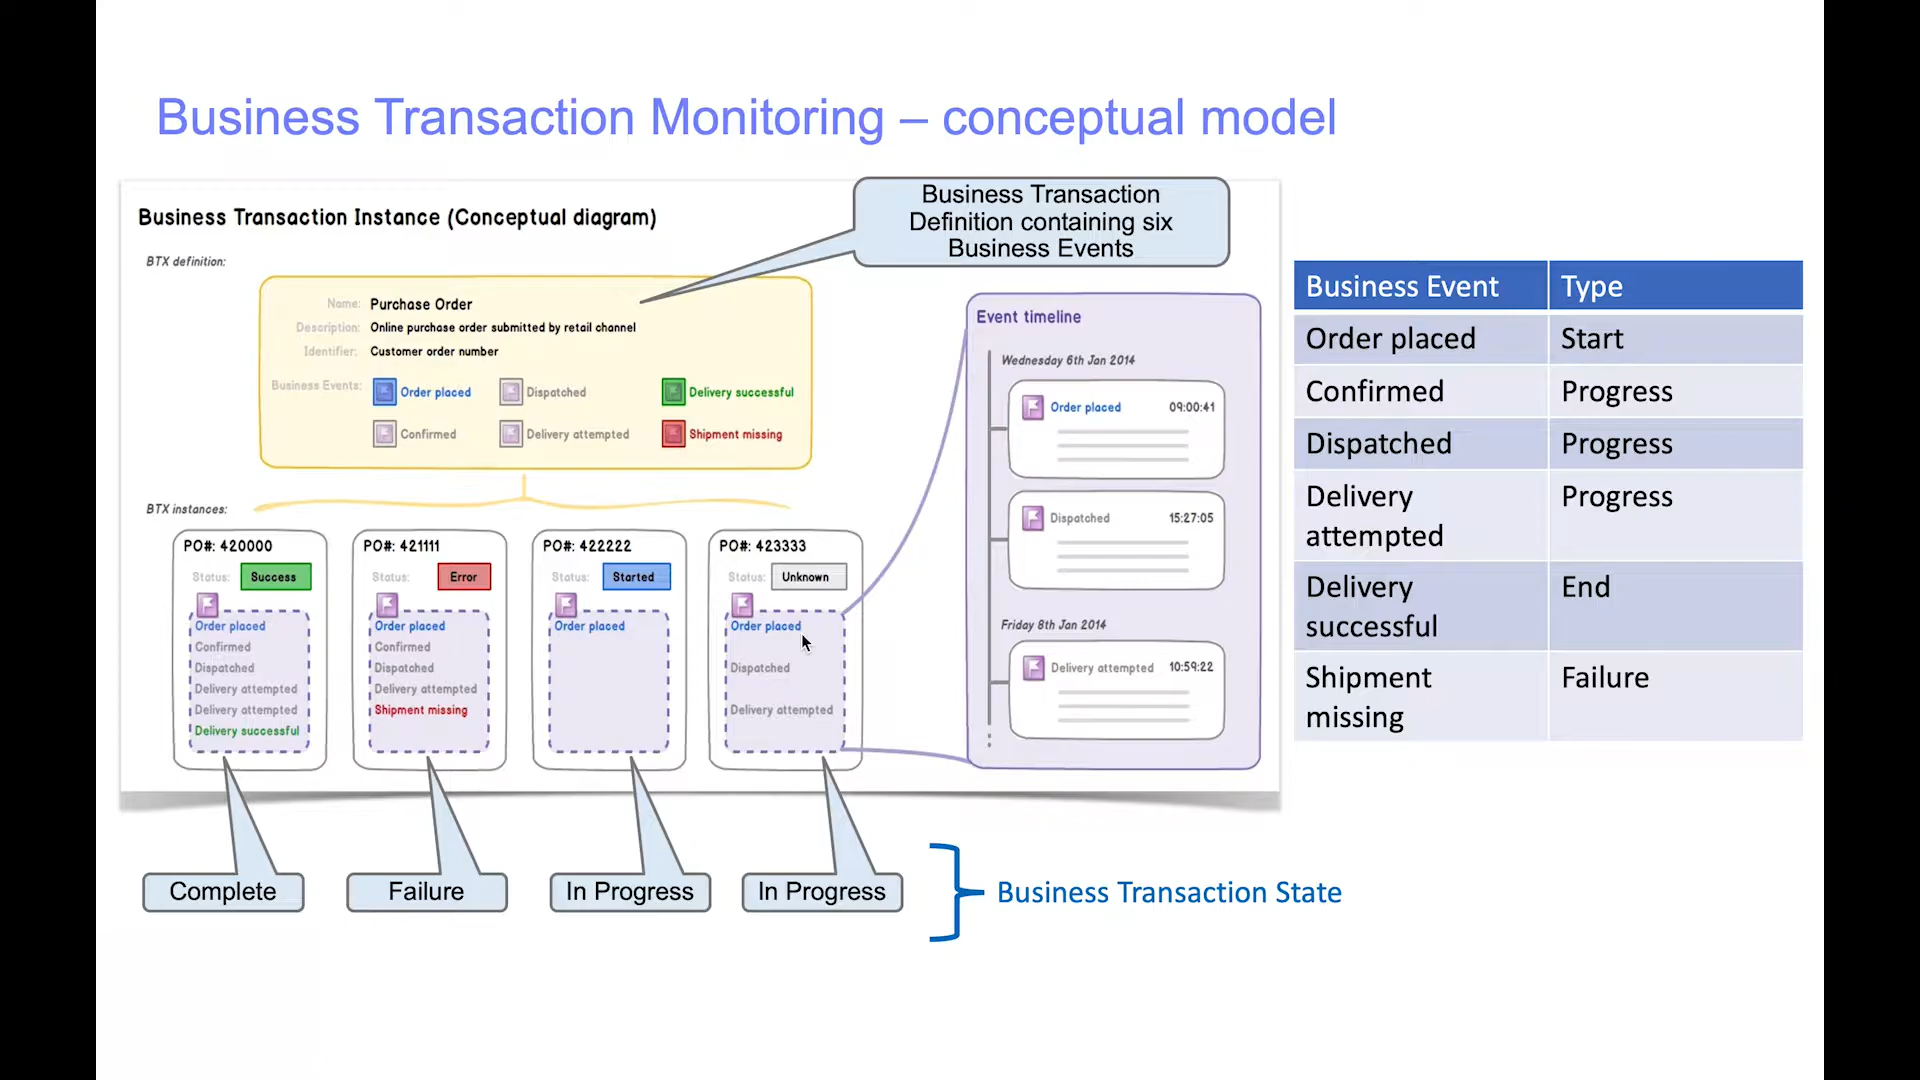 Business Transaction Monitoring – conceptual model
Business Transaction Instance (Conceptual diagram)
Business Transaction
Definition containing six
Business Events
BTX definition:
Name: Purchase Order
Description: Online purchase order submitted by retail channel
Identifier: Customer order number
Business Events: Order placed Dispatched Delivery successful
Confirmed Delivery attempted Shipment missing
BTX instances:
PO#: 420000
Status: Success
Order placed
Confirmed
Dispatched
Delivery attempted
Delivery attempted
Delivery successful
PO#: 421111
Status: Error
Order placed
Confirmed
Dispatched
Delivery attempted
Shipment missing
PO#: 422222
Status: Started
Order placed
PO#: 423333
Status: Unknown
Order placed
Dispatched
Delivery attempted
Event timeline
Wednesday 6th Jan 2014
Order placed 09:00:41
Dispatched 15:27:05
Friday 8th Jan 2014
Delivery attempted 10:59:22
Business Event Type
Order placed Start
Confirmed Progress
Dispatched Progress
Delivery Progress
attempted
Delivery End
successful
Shipment Failure
missing
Complete
Failure
In Progress
In Progress
Business Transaction State